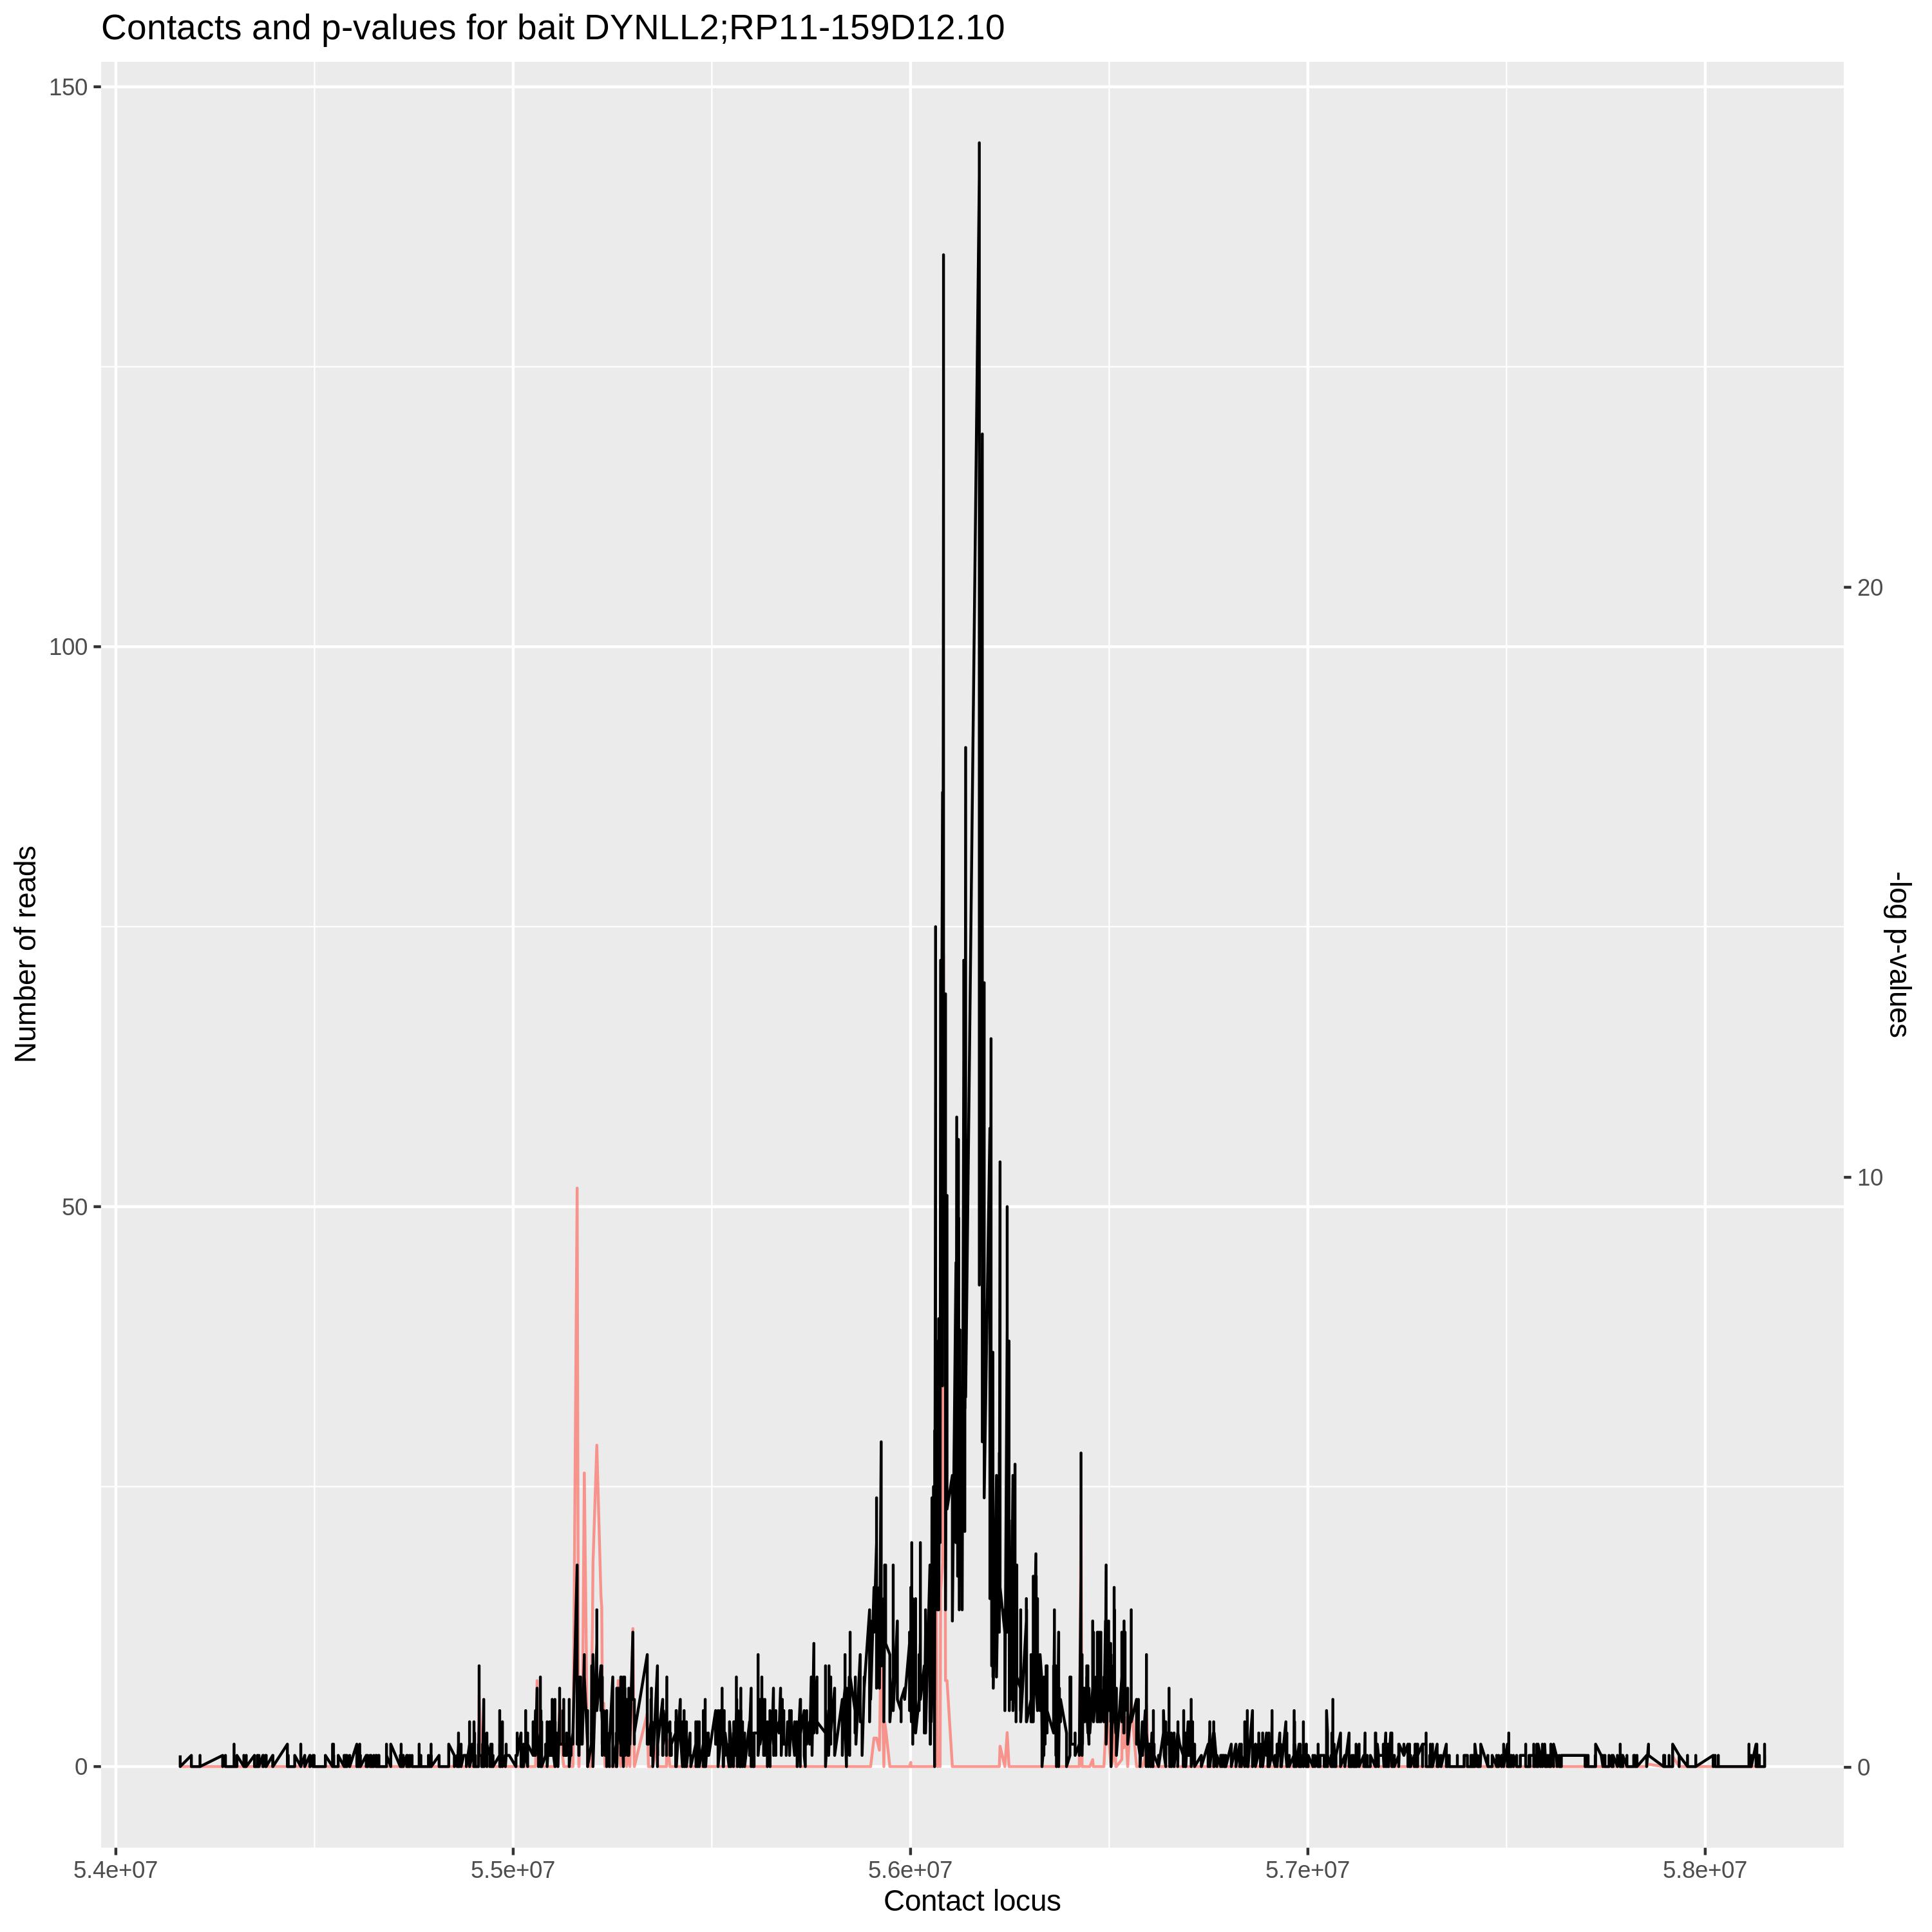 Contacts and p-values for bait DYNLL2;RP11-159D12.10
150
100
50
0
Number of reads
20
10
0
-log p-values
5.4e+07
5.5e+07
5.6e+07
5.7e+07
5.8e+07
Contact locus